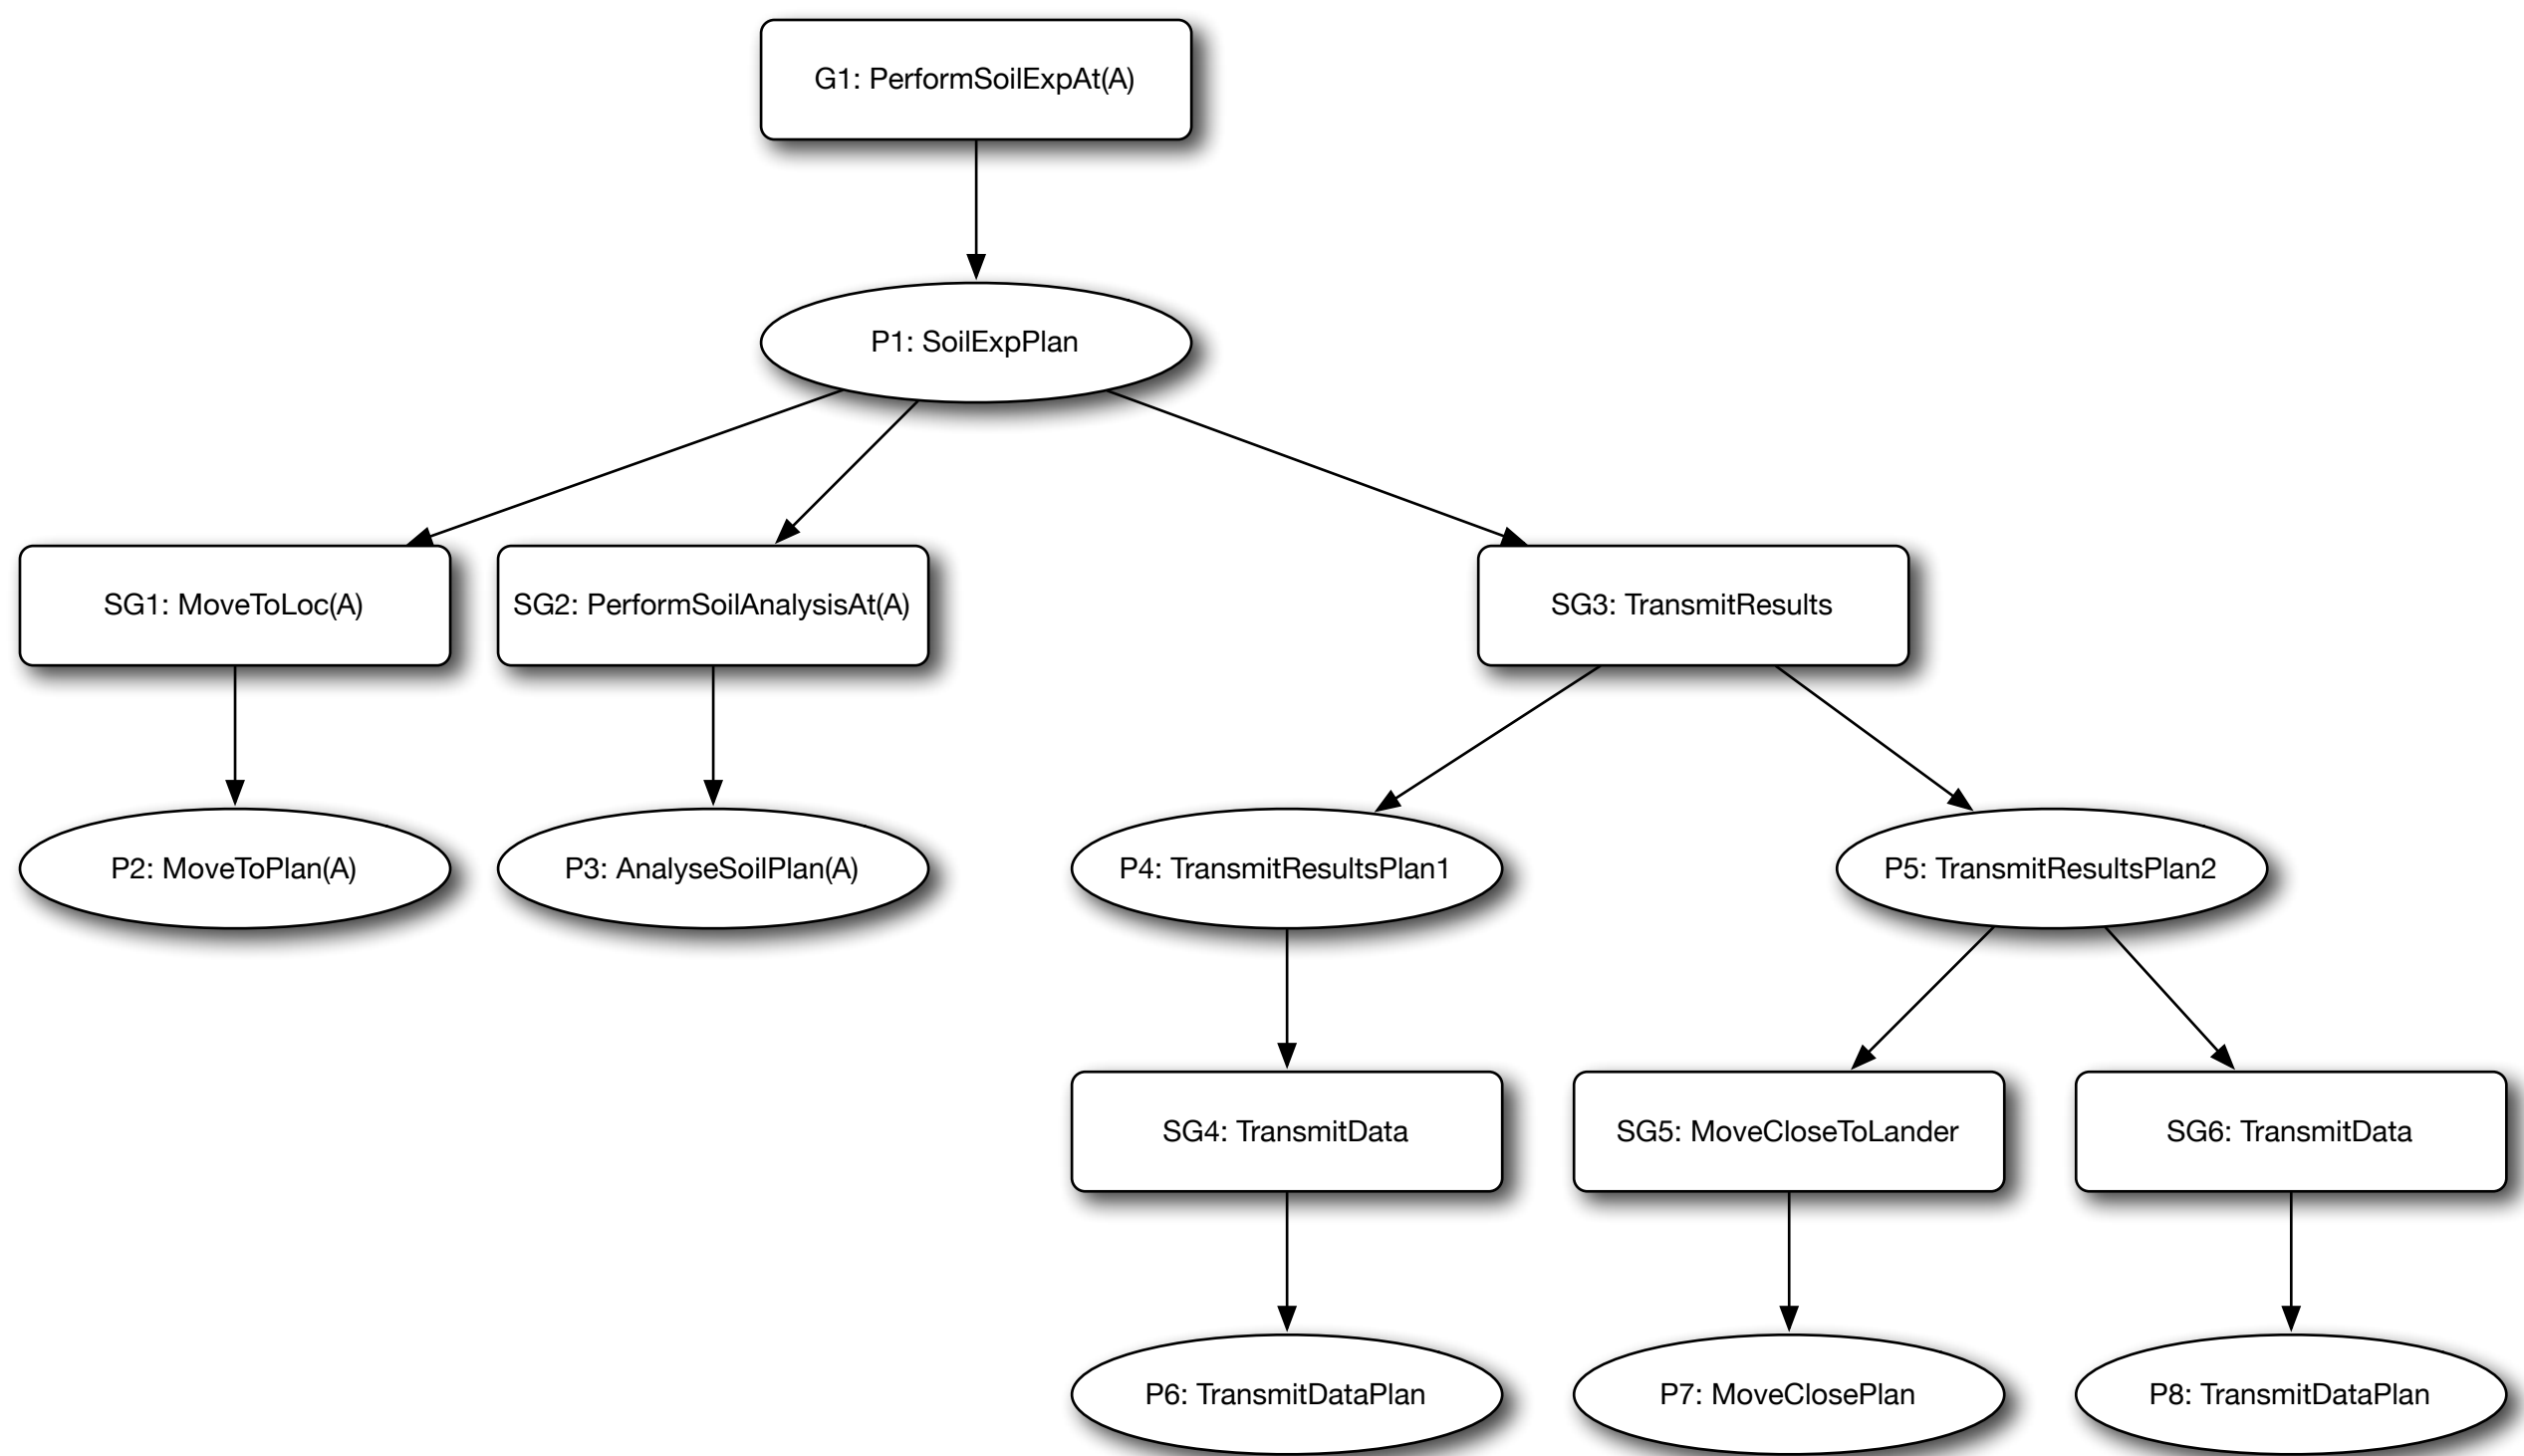 G1: PerformSoilExpAt(A)
P1: SoilExpPlan
SG1: MoveToLoc(A)
SG2: PerformSoilAnalysisAt(A)
SG3: TransmitResults
P2: MoveToPlan(A)
P3: AnalyseSoilPlan(A)
P4: TransmitResultsPlan1
P5: TransmitResultsPlan2
SG4: TransmitData
SG5: MoveCloseToLander
SG6: TransmitData
P6: TransmitDataPlan
P7: MoveClosePlan
P8: TransmitDataPlan